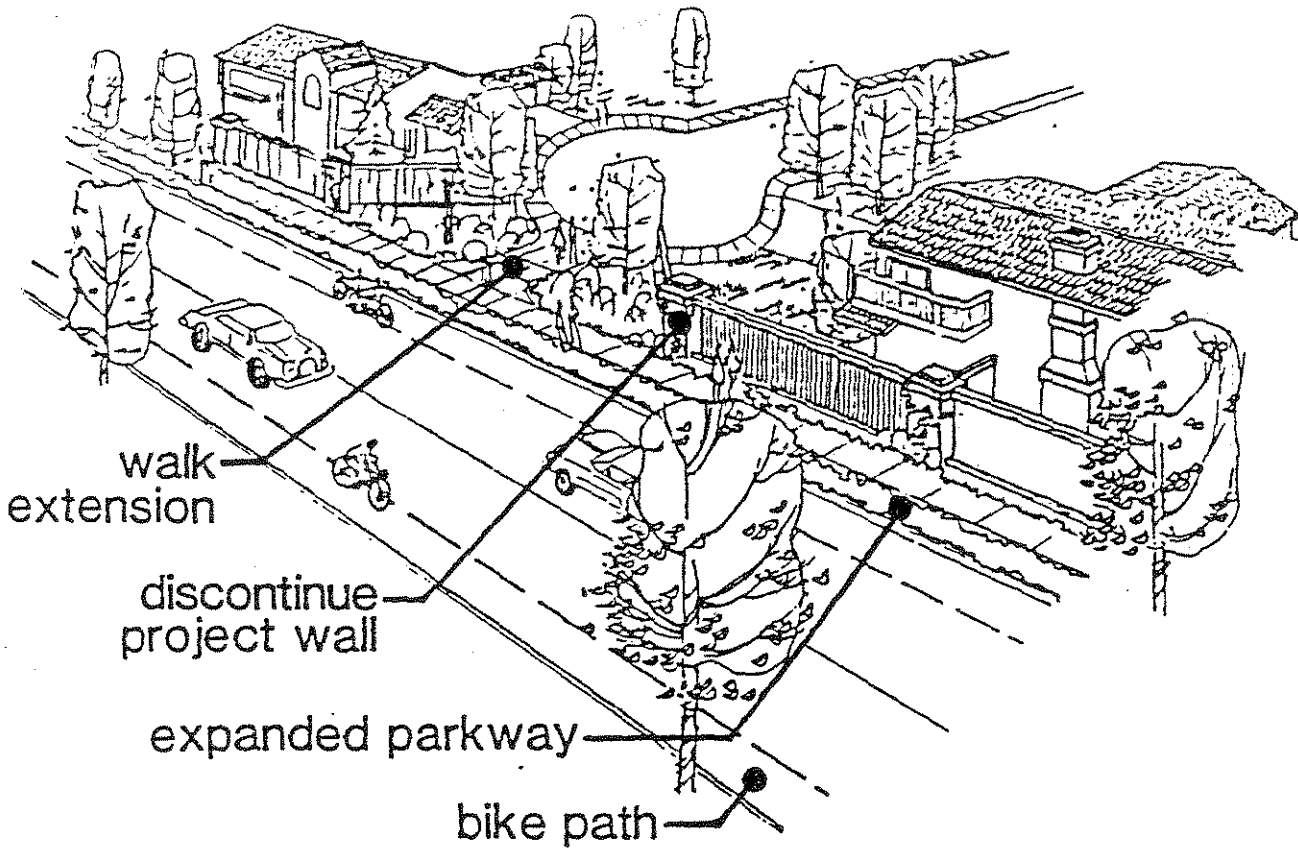 walk
extension
discontinue
project wall
expanded parkway
bike path